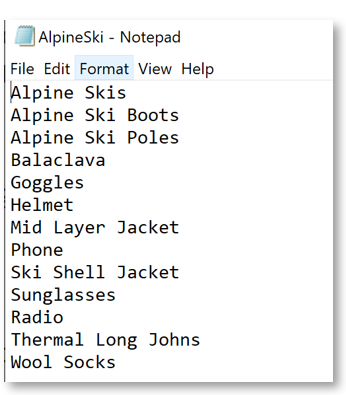 AlpineSki - Notepad
File Edit Format View Help
Alpine Skis
Alpine Ski Boots
Alpine Ski Poles
Balaclava
Goggles
Helmet
Mid Layer Jacket
Phone
Ski Shell Jacket
Sunglasses
Radio
Thermal Long Johns
Wool Socks